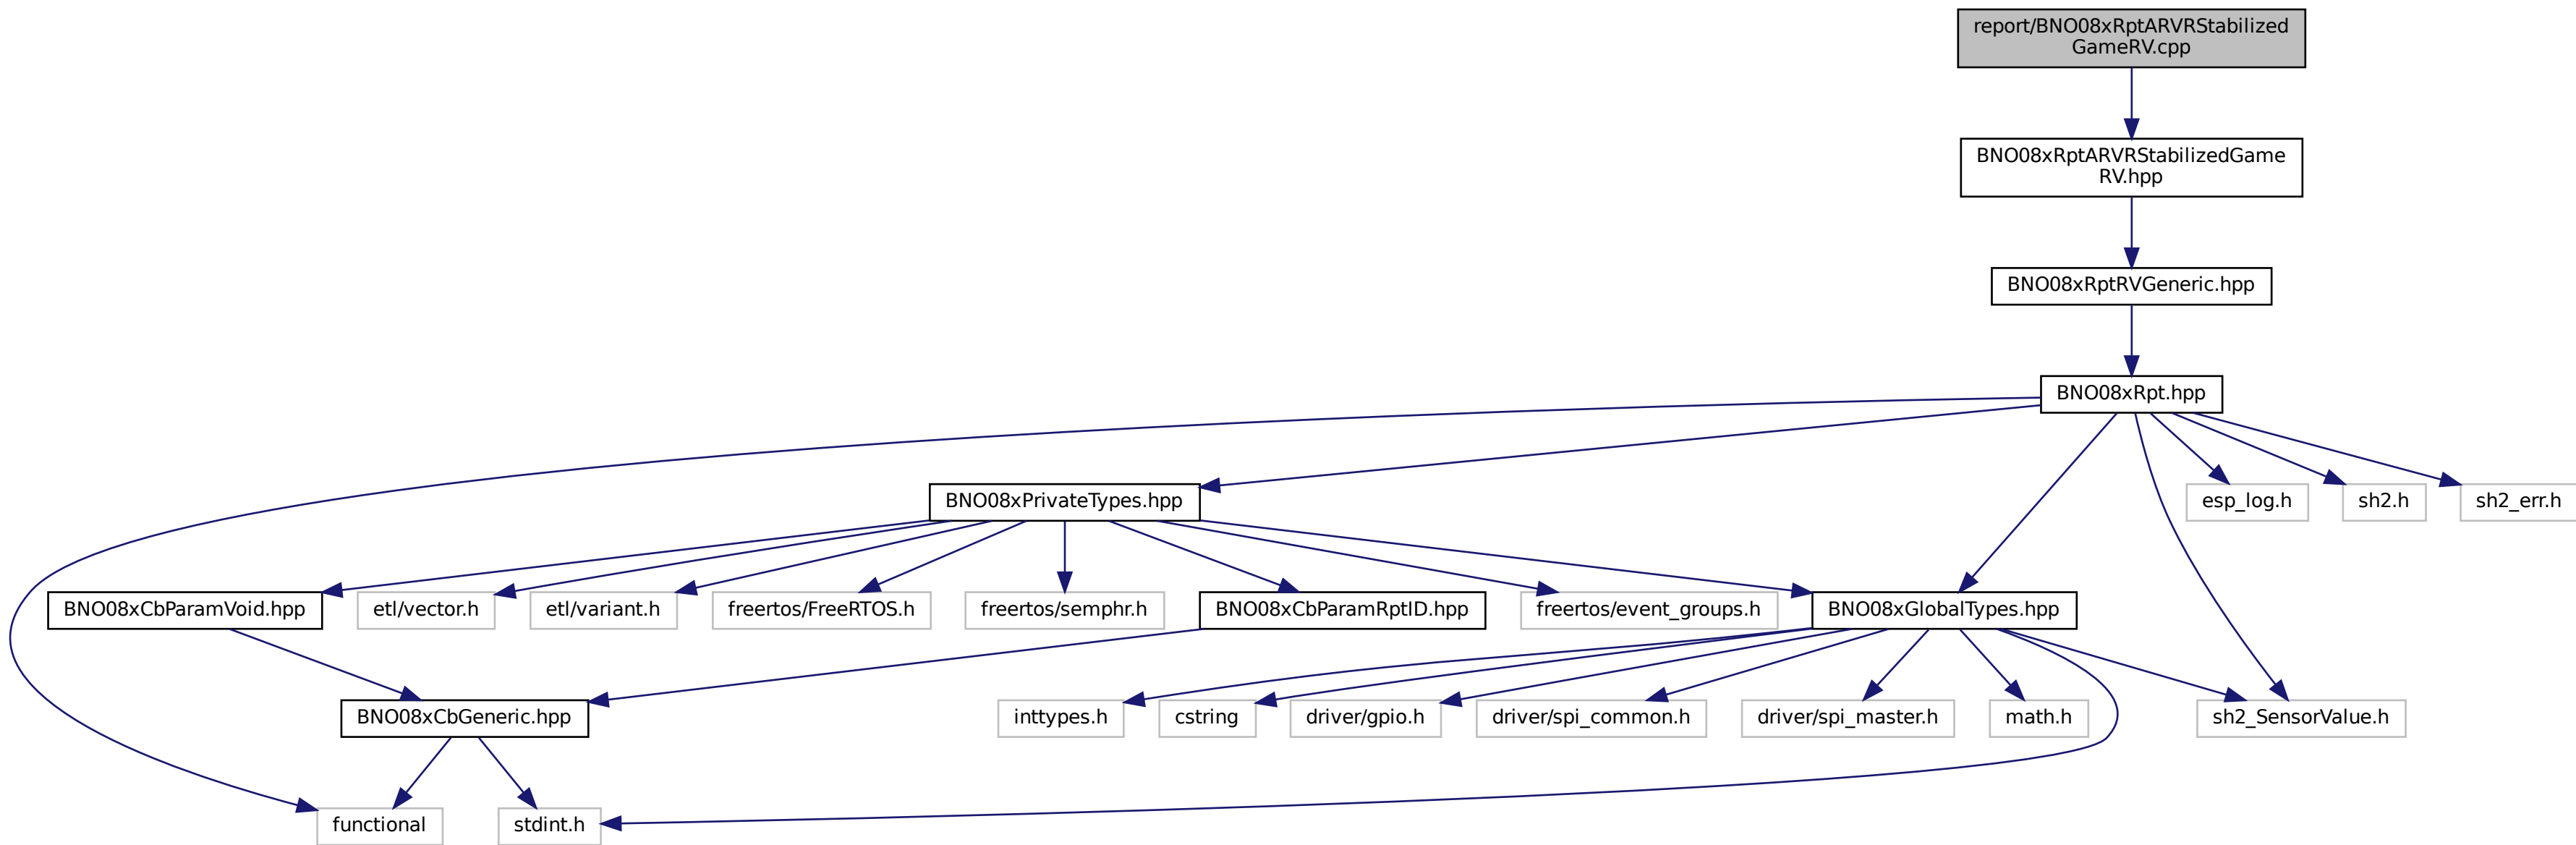 report/BNO08xRptARVRStabilized
GameRV.cpp
BNO08xRptARVRStabilizedGame
RV.hpp
BNO08xRptRVGeneric.hpp
BNO08xRpt.hpp
BNO08xPrivateTypes.hpp
esp_log.h
sh2.h
sh2_err.h
BNO08xCbParamVoid.hpp
etl/vector.h
etl/variant.h
freertos/FreeRTOS.h
freertos/semphr.h
BNO08xCbParamRptID.hpp
freertos/event_groups.h
BNO08xGlobalTypes.hpp
BNO08xCbGeneric.hpp
inttypes.h
cstring
driver/gpio.h
driver/spi_common.h
driver/spi_master.h
math.h
sh2_SensorValue.h
functional
stdint.h